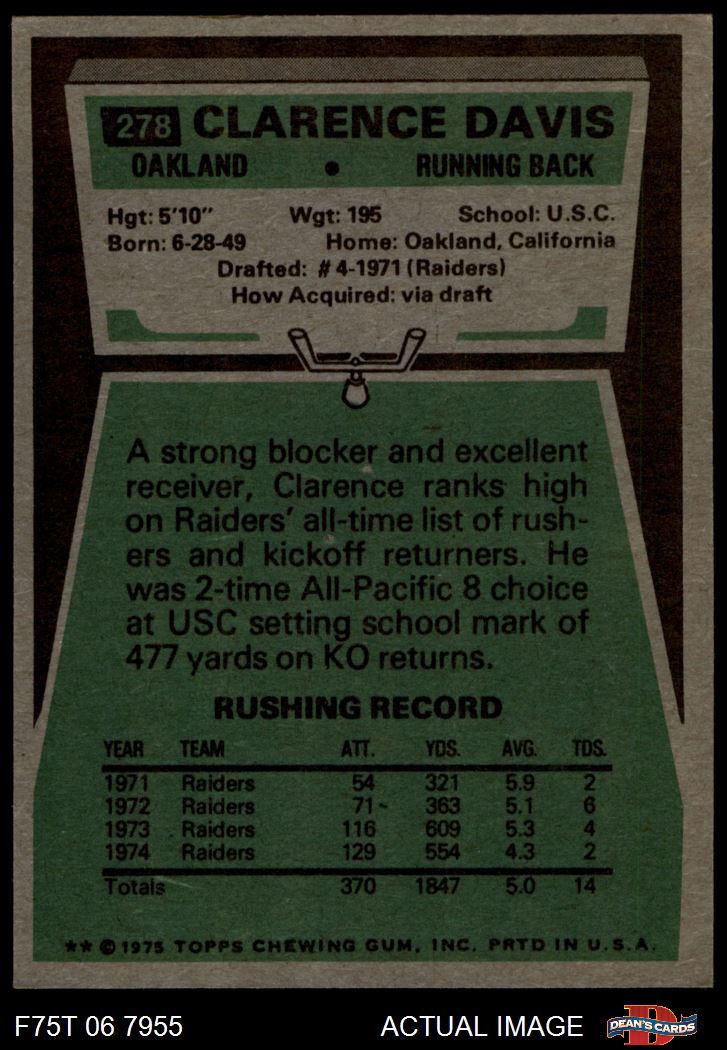 278 CLARENCE DAVIS
OAKLAND • RUNNING BACK
Hgt: 5'10" Wgt: 195 School: U.S.C.
Born: 6-28-49 Home: Oakland, California
Drafted: #4-1971 (Raiders)
How Acquired: via draft
A strong blocker and excellent
receiver, Clarence ranks high
on Raiders' all-time list of rush-
ers and kickoff returners. He
was 2-time All-Pacific 8 choice
at USC setting school mark of
477 yards on KO returns.
RUSHING RECORD
YEAR TEAM ATT. YDS. AVG. TDS.
1971 Raiders 54 321 5.9 2
1972 Raiders 71 363 5.1 6
1973 Raiders 116 609 5.3 4
1974 Raiders 129 554 4.3 2
Totals 370 1847 5.0 14
** © 1975 TOPPS CHEWING GUM, INC. PRTD IN U.S.A.
F75T 06 7955 ACTUAL IMAGE D DEAN'S CARDS